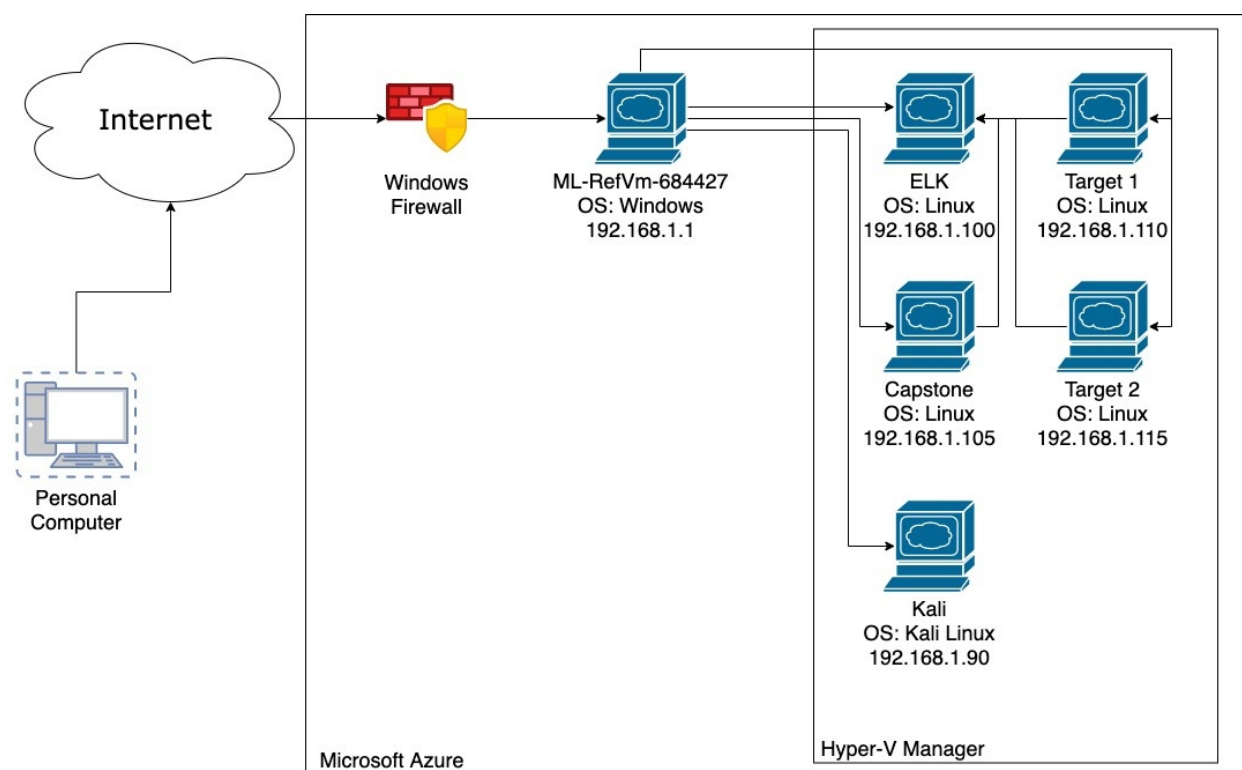 Internet
Windows
Firewall
ML-RefVm-684427
OS: Windows
192.168.1.1
ELK
OS: Linux
192.168.1.100
Target 1
OS: Linux
192.168.1.110
Capstone
OS: Linux
192.168.1.105
Target 2
OS: Linux
192.168.1.115
Personal
Computer
Kali
OS: Kali Linux
192.168.1.90
Microsoft Azure
Hyper-V Manager